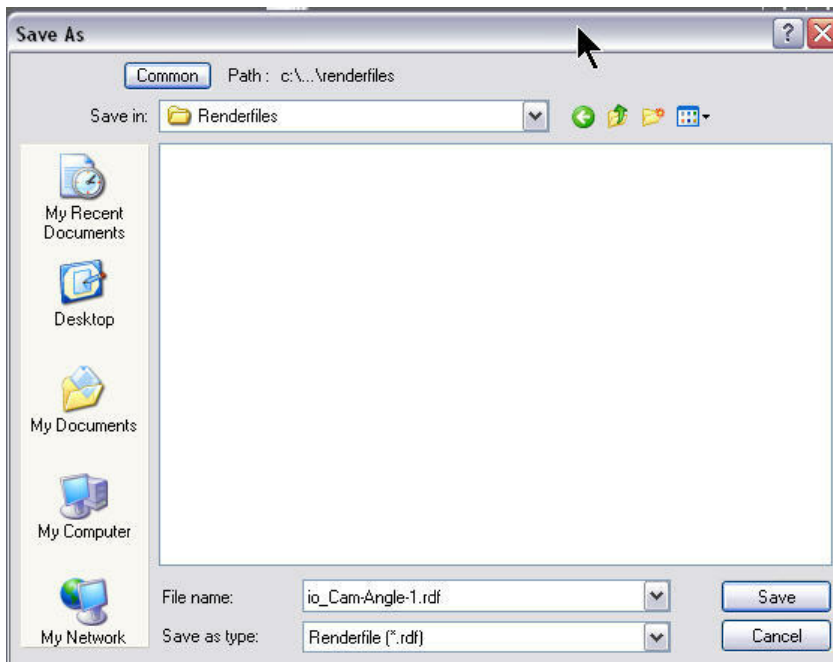 Save As
?
Common Path : c:\...\renderfiles
Save in: Renderfiles
My Recent
Documents
Desktop
My Documents
My Computer
My Network
File name: io_Cam-Angle-1.rdf Save
Save as type: Renderfile (*.rdf) Cancel